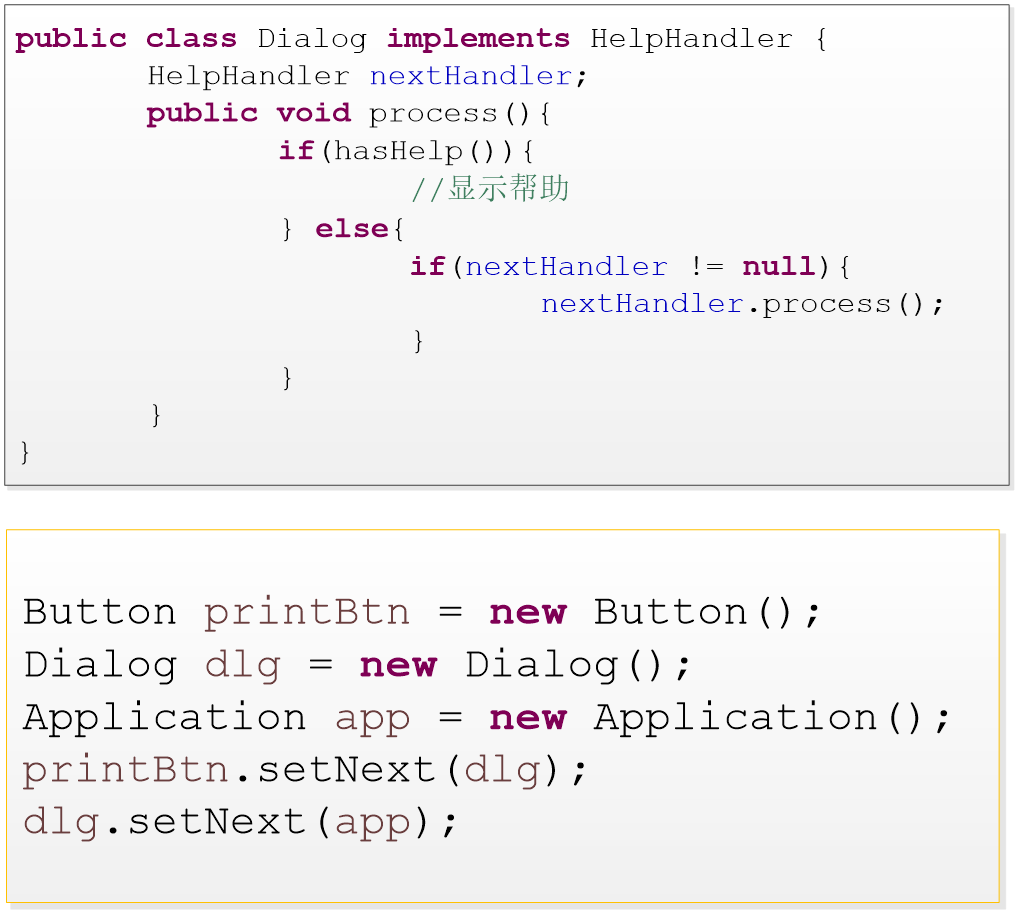 public class Dialog implements HelpHandler {
HelpHandler nextHandler;
public void process(){
if(hasHelp()){
//显示帮助
} else{
if(nextHandler != null){
nextHandler.process();
}
}
}
}
Button printBtn = new Button();
Dialog dlg = new Dialog();
Application app = new Application();
printBtn.setNext(dlg);
dlg.setNext(app);